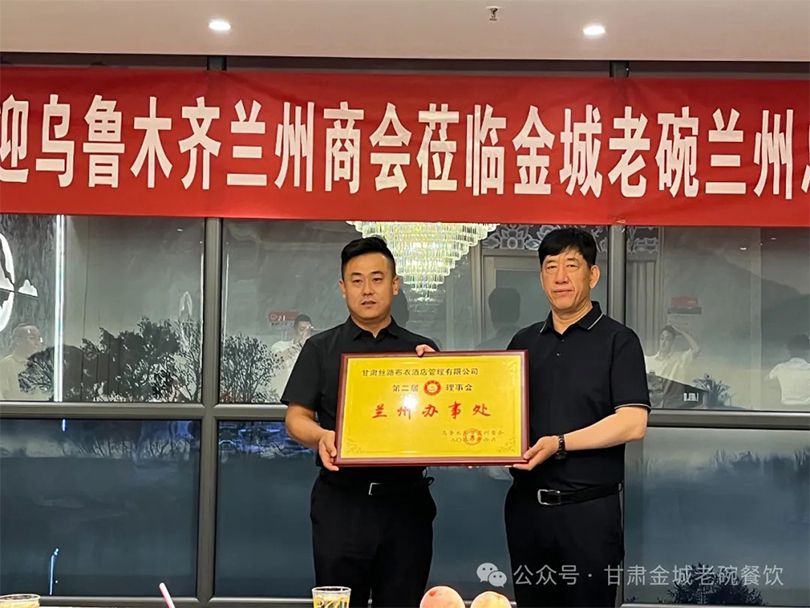 迎乌鲁木齐兰州商会莅临金城老碗兰州
甘肃丝路布衣酒店管理有限公司
第二届 理事会
兰州办事处
公众号·甘肃金城老碗餐饮